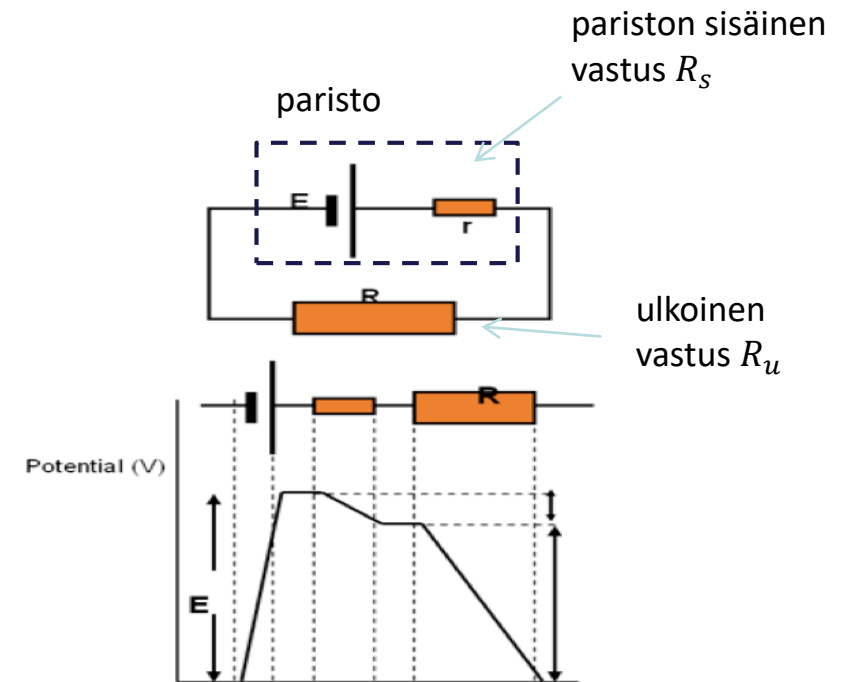 pariston sisäinen
vastus R_s
paristo
E
r
R
ulkoinen
vastus R_u
R
Potential (V)
E